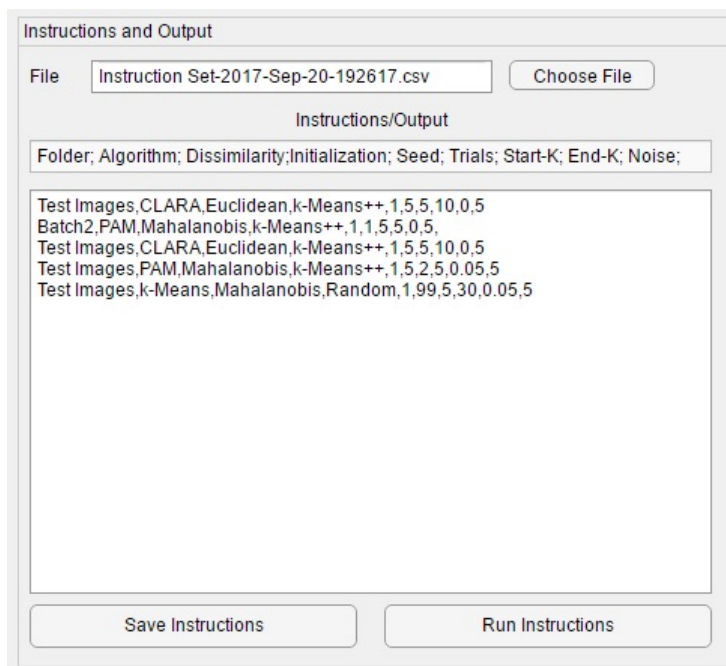 Instructions and Output
File Instruction Set-2017-Sep-20-192617.csv Choose File
Instructions/Output
Folder; Algorithm; Dissimilarity;Initialization; Seed; Trials; Start-K; End-K; Noise;
Test Images,CLARA,Euclidean,k-Means++,1,5,5,10,0,5
Batch2,PAM,Mahalanobis,k-Means++,1,1,5,5,0,5,
Test Images,CLARA,Euclidean,k-Means++,1,5,5,10,0,5
Test Images,PAM,Mahalanobis,k-Means++,1,5,2,5,0.05,5
Test Images,k-Means,Mahalanobis,Random,1,99,5,30,0.05,5
Save Instructions Run Instructions